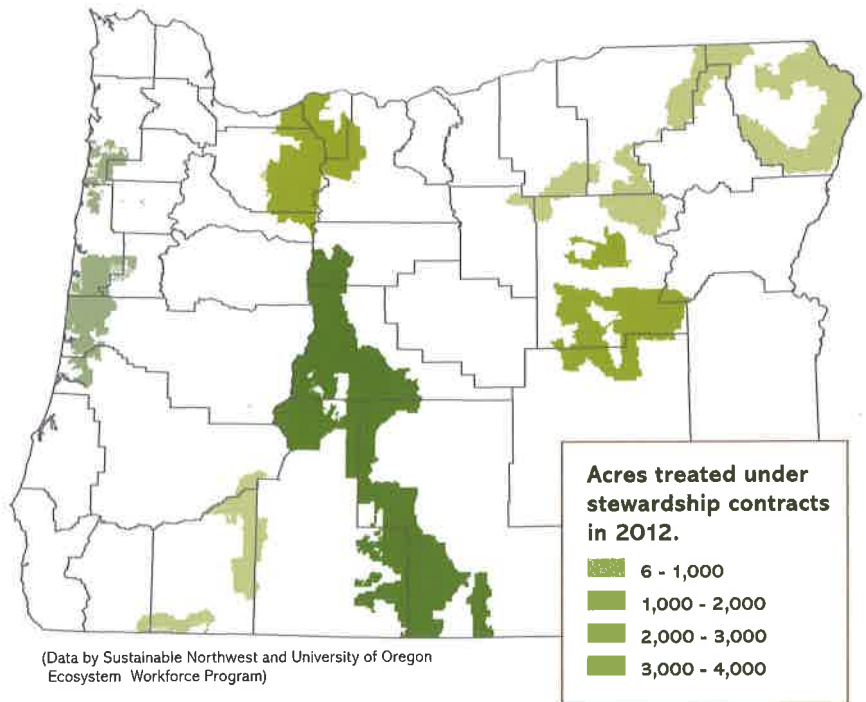 Acres treated under
stewardship contracts
in 2012.
6 - 1,000
1,000 - 2,000
2,000 - 3,000
3,000 - 4,000
(Data by Sustainable Northwest and University of Oregon
Ecosystem Workforce Program)